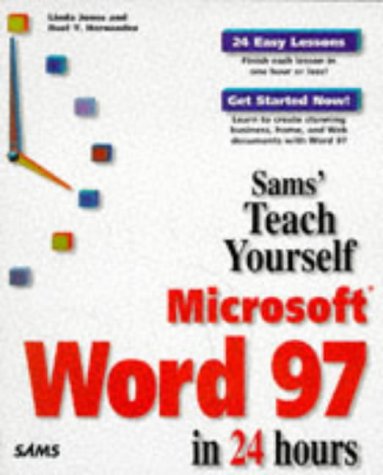 Linda Jones and
Ruel T. Hernandez
24 Easy Lessons
Finish each lesson in
one hour or less!
Get Started Now!
Learn to create stunning
business, home, and Web
documents with Word 97
Sams'
Teach
Yourself
Microsoft®
Word 97
in 24 hours
SAMS